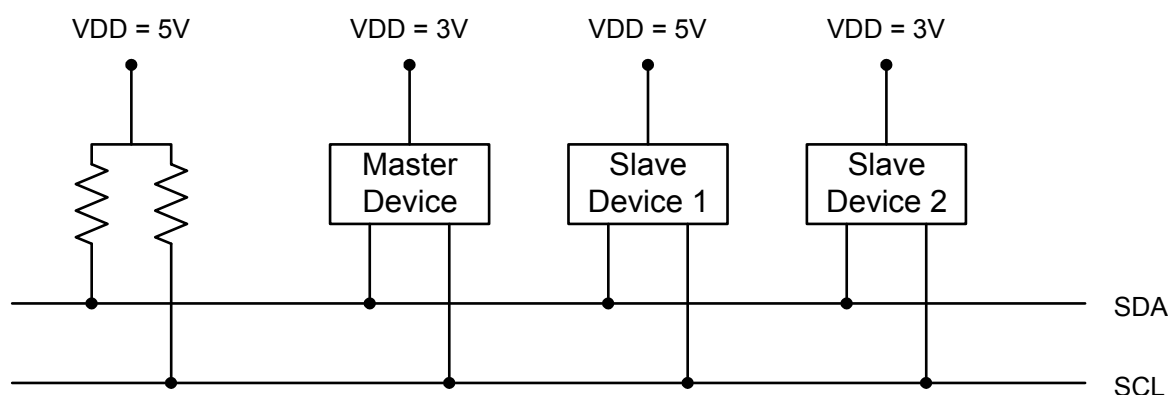 VDD = 5V
VDD = 3V
VDD = 5V
VDD = 3V
Master
Device
Slave
Device 1
Slave
Device 2
SDA
SCL